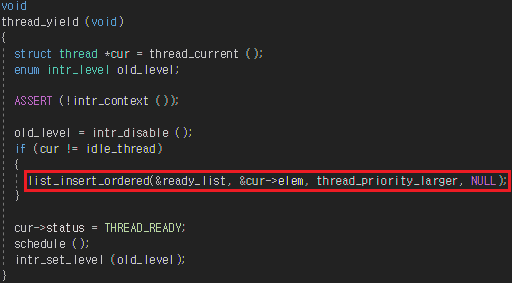 void
thread_yield (void)
{
  struct thread *cur = thread_current ();
  enum intr_level old_level;

  ASSERT (!intr_context ());

  old_level = intr_disable ();
  if (cur != idle_thread)
  {
    list_insert_ordered(&ready_list, &cur->elem, thread_priority_larger, NULL);
  }

  cur->status = THREAD_READY;
  schedule ();
  intr_set_level (old_level);
}